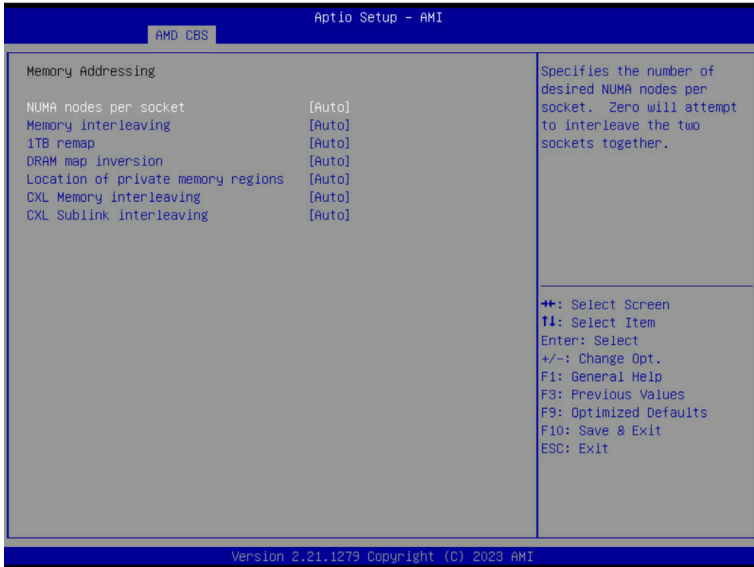 Aptio Setup – AMI
AMD CBS
Memory Addressing
NUMA nodes per socket [Auto]
Memory interleaving [Auto]
1TB remap [Auto]
DRAM map inversion [Auto]
Location of private memory regions [Auto]
CXL Memory interleaving [Auto]
CXL Sublink interleaving [Auto]
Specifies the number of
desired NUMA nodes per
socket. Zero will attempt
to interleave the two
sockets together.
→←: Select Screen
↑↓: Select Item
Enter: Select
+/-: Change Opt.
F1: General Help
F3: Previous Values
F9: Optimized Defaults
F10: Save & Exit
ESC: Exit
Version 2.21.1279 Copyright (C) 2023 AMI